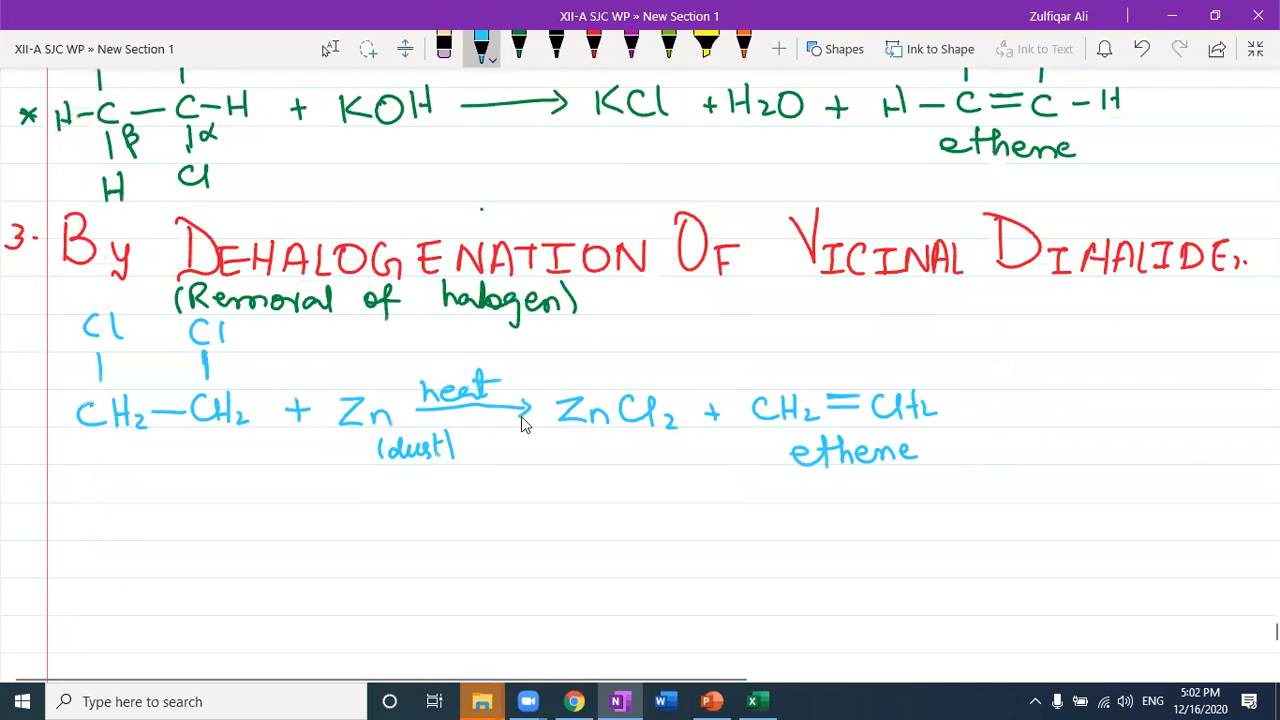 XII-A SJC WP » New Section 1
Zulfiqar Ali
XII-A SJC WP » New Section 1
Shapes
Ink to Shape
Ink to Text
* H-C-C-H + KOH → KCl + H2O + H-C=C-H
β α
ethene
H Cl
3. By DEHALOGENATION OF VICINAL DIHALIDE.
(Removal of halogen)
Cl Cl
heat
CH2-CH2 + Zn → ZnCl2 + CH2=CH2
(dust)
ethene
Type here to search
ENG
5:02 PM
12/16/2020